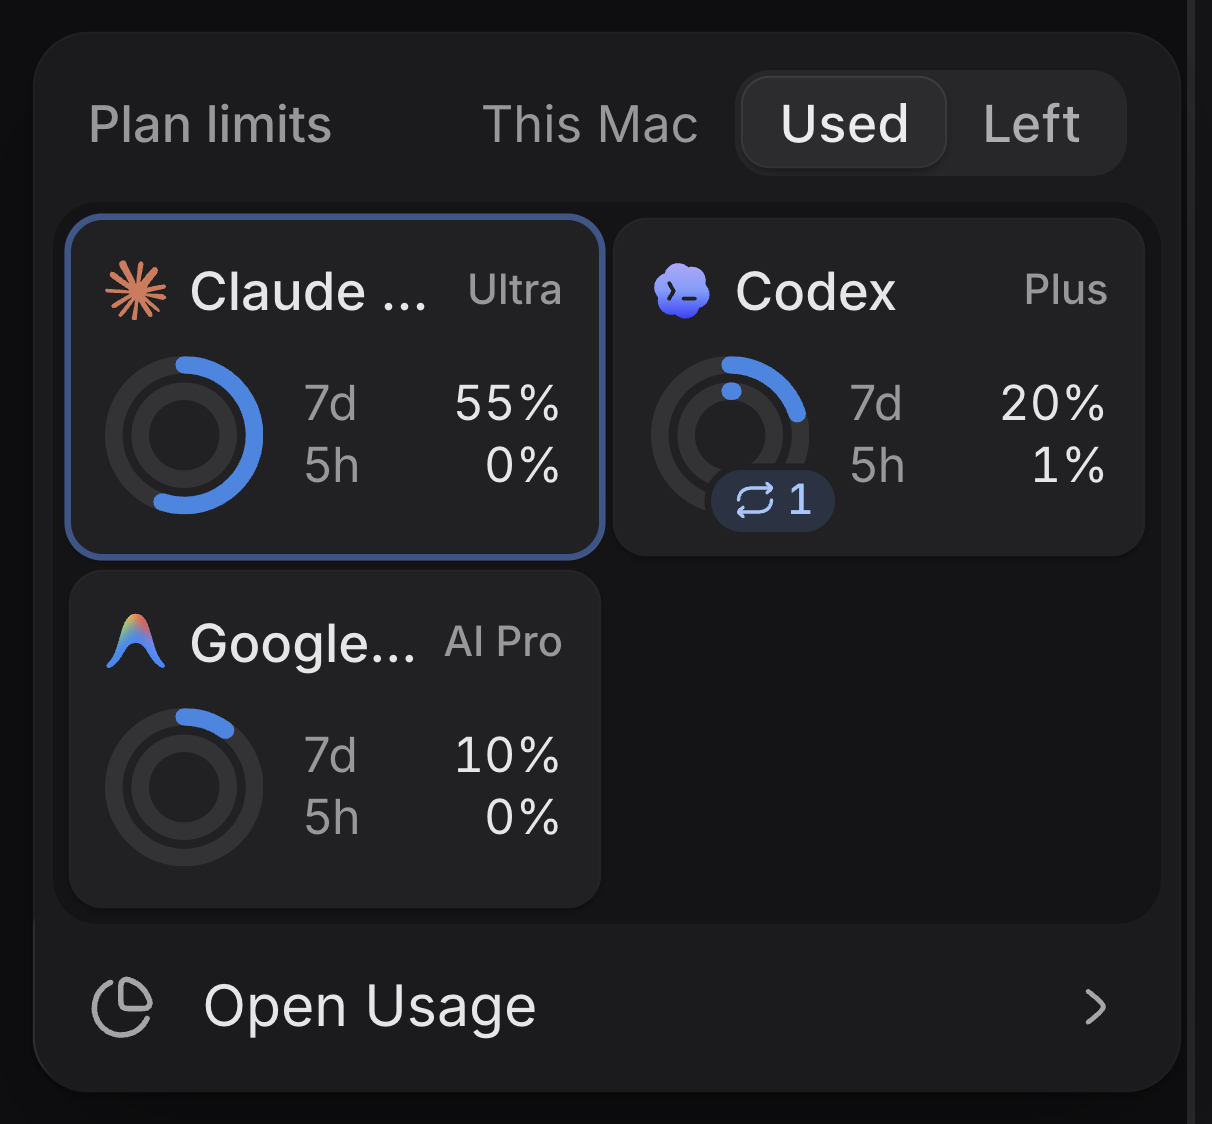 Plan limits This Mac Used Left
Claude ... Ultra
7d 55%
5h 0%
Codex Plus
7d 20%
5h 1%
1
Google... AI Pro
7d 10%
5h 0%
Open Usage